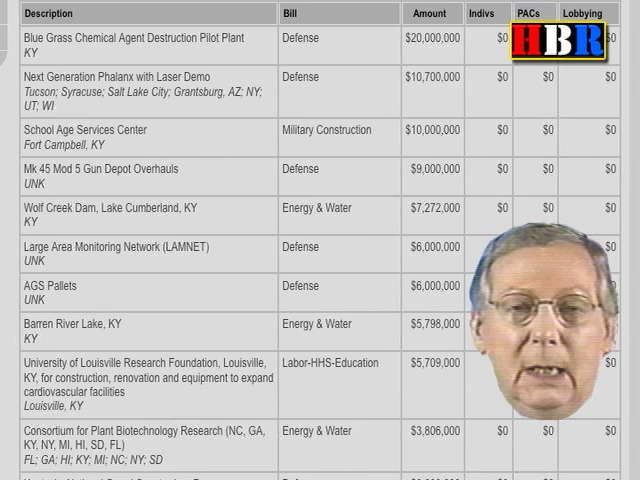 Description Bill Amount Indivs PACs Lobbying
HBR
Blue Grass Chemical Agent Destruction Pilot Plant Defense $20,000,000 $0 $0
KY
Next Generation Phalanx with Laser Demo Defense $10,700,000 $0 $0 $0
Tucson; Syracuse; Salt Lake City; Grantsburg, AZ; NY;
UT; WI
School Age Services Center Military Construction $10,000,000 $0 $0 $0
Fort Campbell, KY
Mk 45 Mod 5 Gun Depot Overhauls Defense $9,000,000 $0 $0 $0
UNK
Wolf Creek Dam, Lake Cumberland, KY Energy & Water $7,272,000 $0 $0 $0
KY
Large Area Monitoring Network (LAMNET) Defense $6,000,000 $0
UNK
AGS Pallets Defense $6,000,000
UNK
Barren River Lake, KY Energy & Water $5,798,000
KY
University of Louisville Research Foundation, Louisville, Labor-HHS-Education $5,709,000 $0
KY, for construction, renovation and equipment to expand
cardiovascular facilities
Louisville, KY
Consortium for Plant Biotechnology Research (NC, GA, Energy & Water $3,806,000 $0 $0 $0
KY, NY, MI, HI, SD, FL)
FL; GA; HI; KY; MI; NC; NY; SD